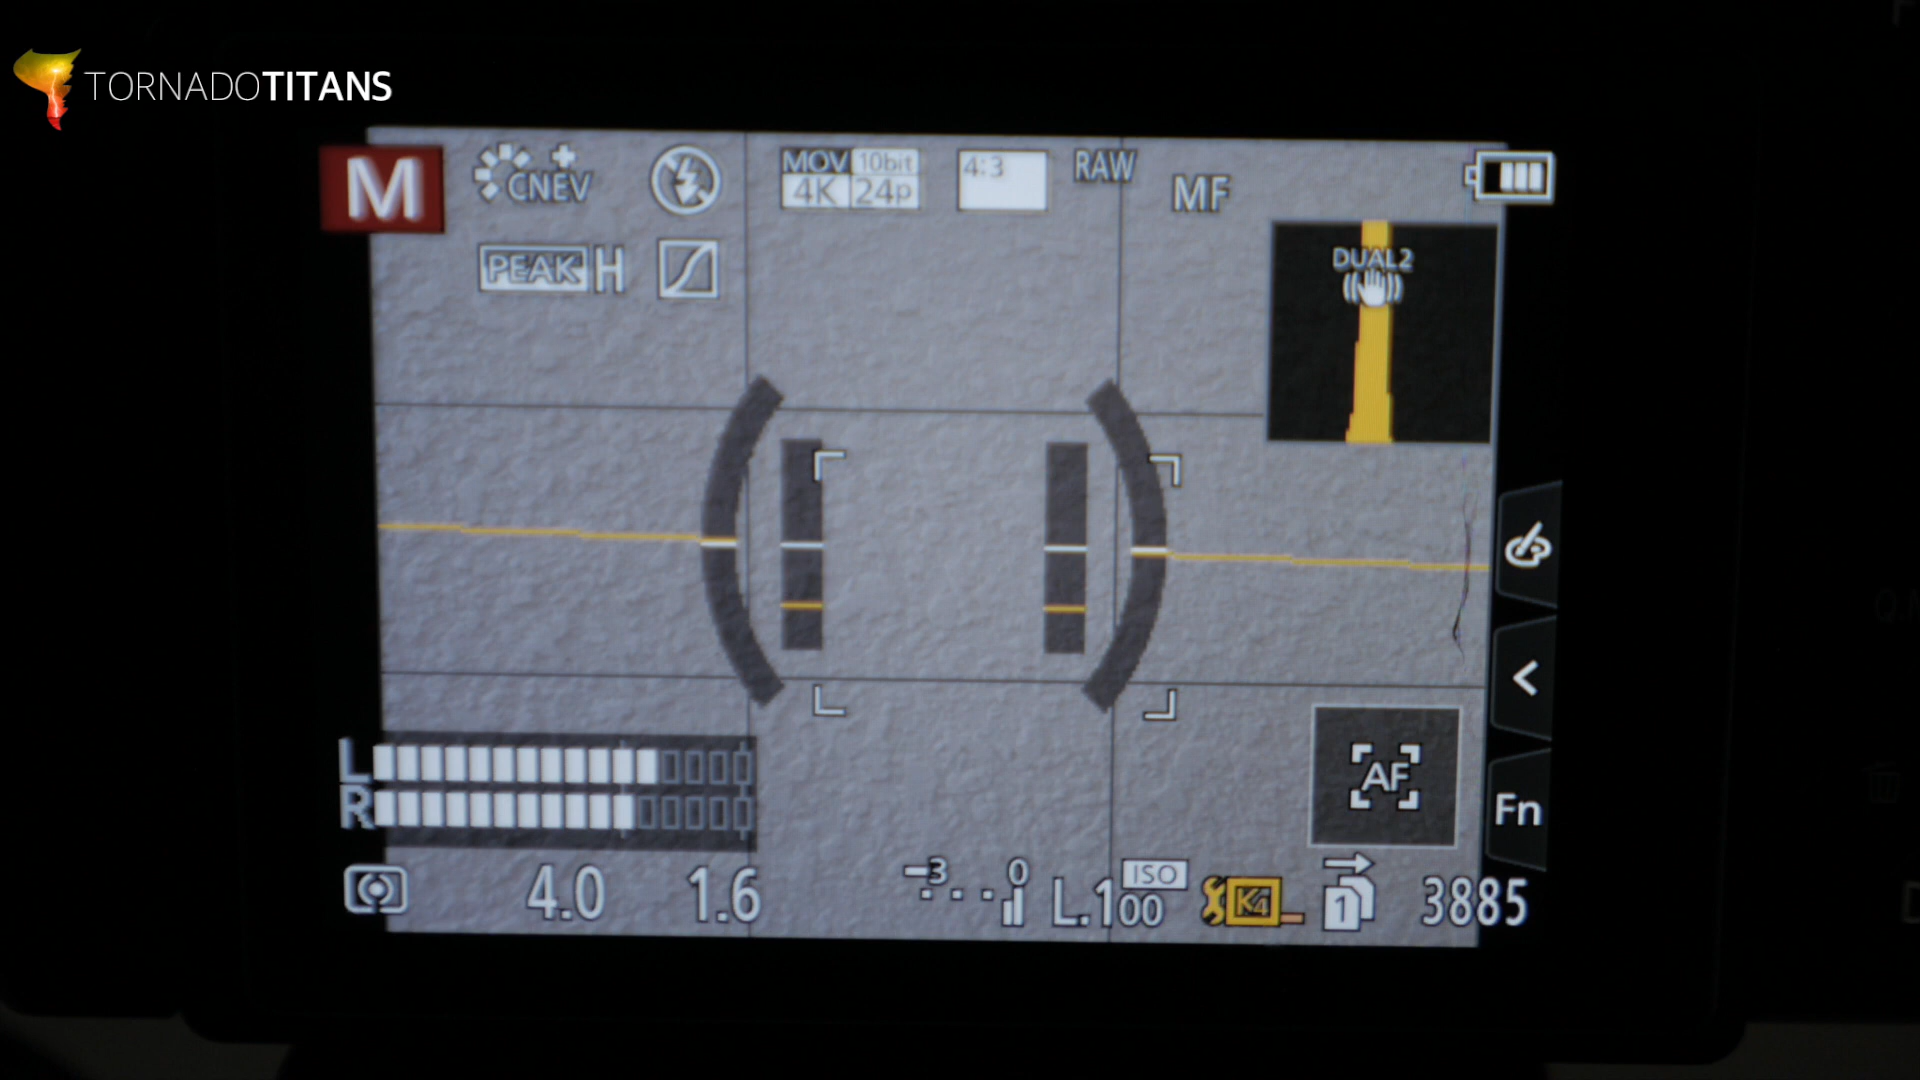 TORNADOTITANS
M CNEV MOV 10bit 4K 24p 4:3 RAW MF
PEAK H
DUAL2
<
AF
L
R
Fn
4.0 1.6 -3 0 L.100 ISO K4 1 3885